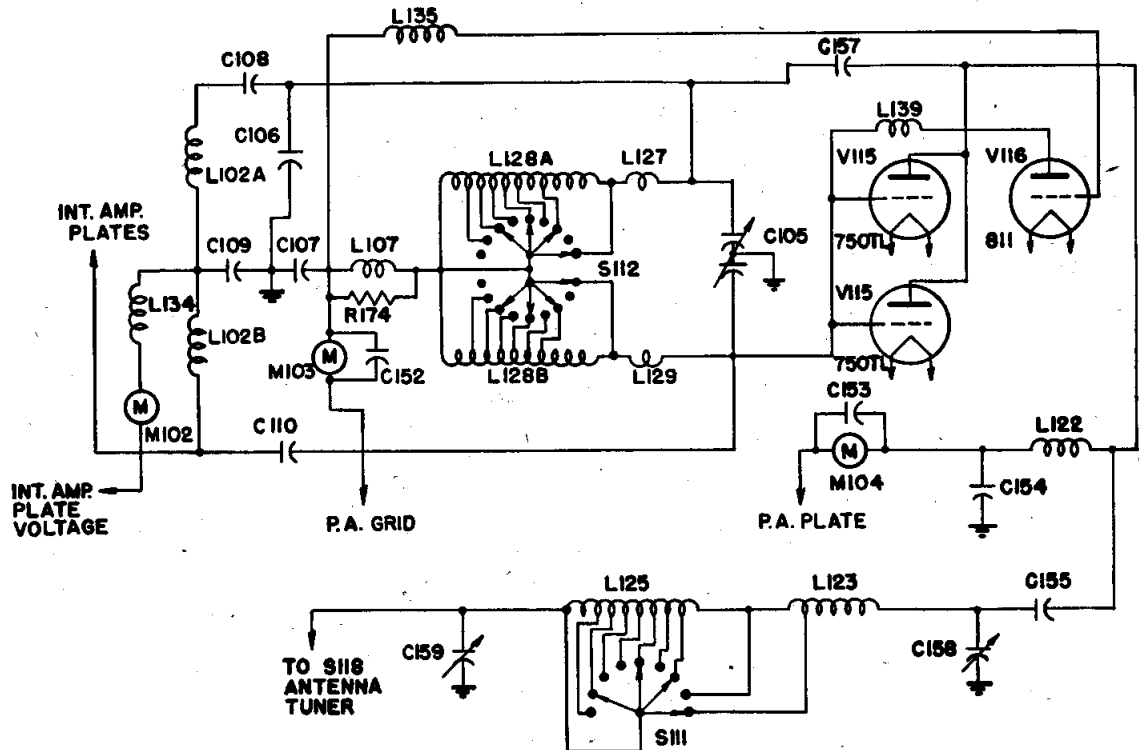 L135
C108
C157
C106
L139
L102A
L128A
L127
V115
V116
INT. AMP.
PLATES
C109
C107
L107
S112
C105
750TL
811
L134
R174
V115
L102B
M
M103
C152
L128B
L129
750TL
M
M102
C110
C153
L122
M
M104
C154
INT. AMP.
PLATE
VOLTAGE
P.A. GRID
P.A. PLATE
L125
L123
C155
C159
C158
TO S118
ANTENNA
TUNER
S111